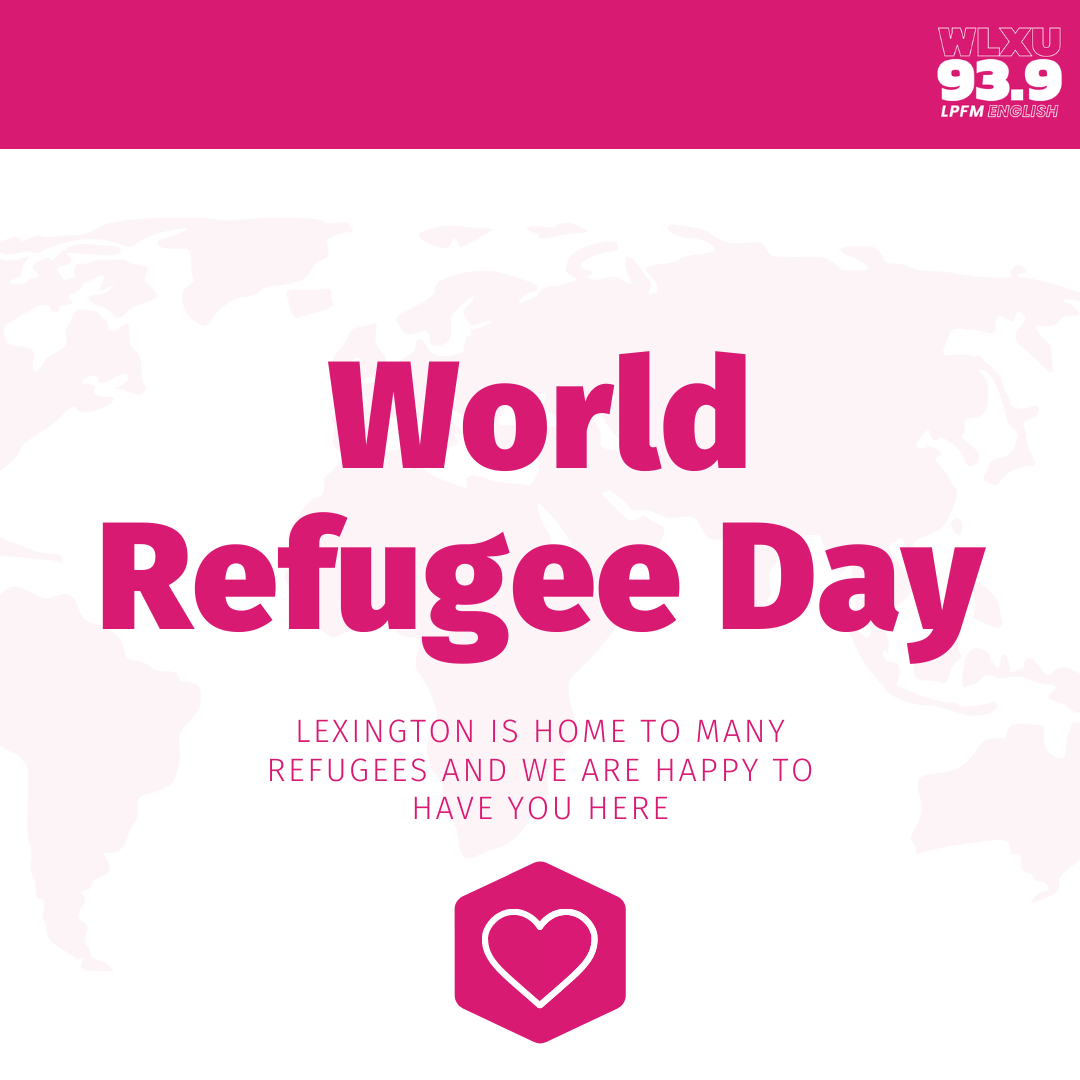 WLXU
93.9
LPFM ENGLISH
World
Refugee Day
LEXINGTON IS HOME TO MANY
REFUGEES AND WE ARE HAPPY TO
HAVE YOU HERE